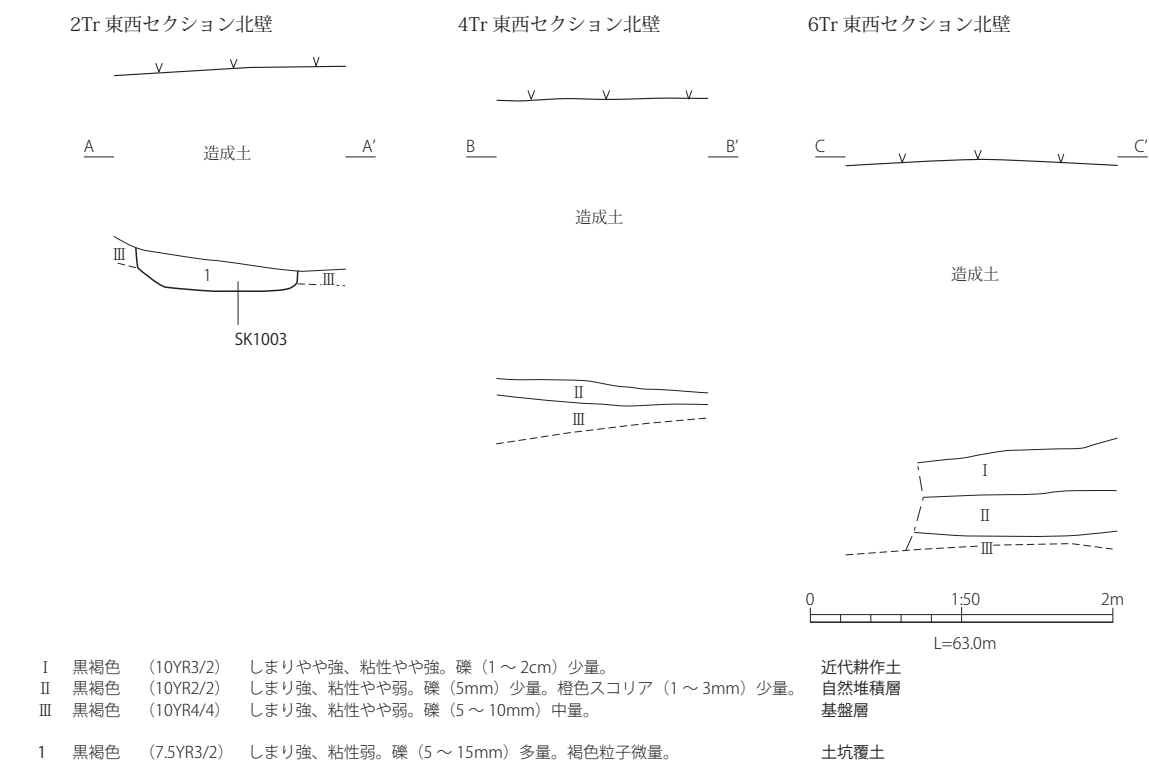 2Tr 東西セクション北壁 4Tr 東西セクション北壁 6Tr 東西セクション北壁
A 造成土 A’ B B’ C C’
造成土
Ⅲ 1 Ⅲ 造成土
SK1003
Ⅱ
Ⅲ
Ⅰ
Ⅱ
Ⅲ
0 1:50 2m
L=63.0m
Ⅰ 黒褐色 （10YR3/2） しまりやや強、粘性やや強。礫（1 ～ 2cm）少量。 近代耕作土
Ⅱ 黒褐色 （10YR2/2） しまり強、粘性やや弱。礫（5mm）少量。橙色スコリア（1 ～ 3mm）少量。 自然堆積層
Ⅲ 黒褐色 （10YR4/4） しまり強、粘性やや弱。礫（5 ～ 10mm）中量。 基盤層
1 黒褐色 （7.5YR3/2） しまり強、粘性弱。礫（5 ～ 15mm）多量。褐色粒子微量。 土坑覆土